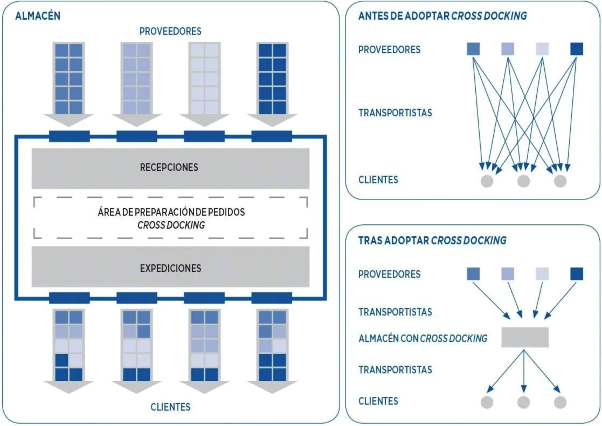 ALMACÉN
PROVEEDORES
RECEPCIONES
ÁREA DE PREPARACIÓN DE PEDIDOS
CROSS DOCKING
EXPEDICIONES
CLIENTES
ANTES DE ADOPTAR CROSS DOCKING
PROVEEDORES
TRANSPORTISTAS
CLIENTES
TRAS ADOPTAR CROSS DOCKING
PROVEEDORES
TRANSPORTISTAS
ALMACÉN CON CROSS DOCKING
TRANSPORTISTAS
CLIENTES